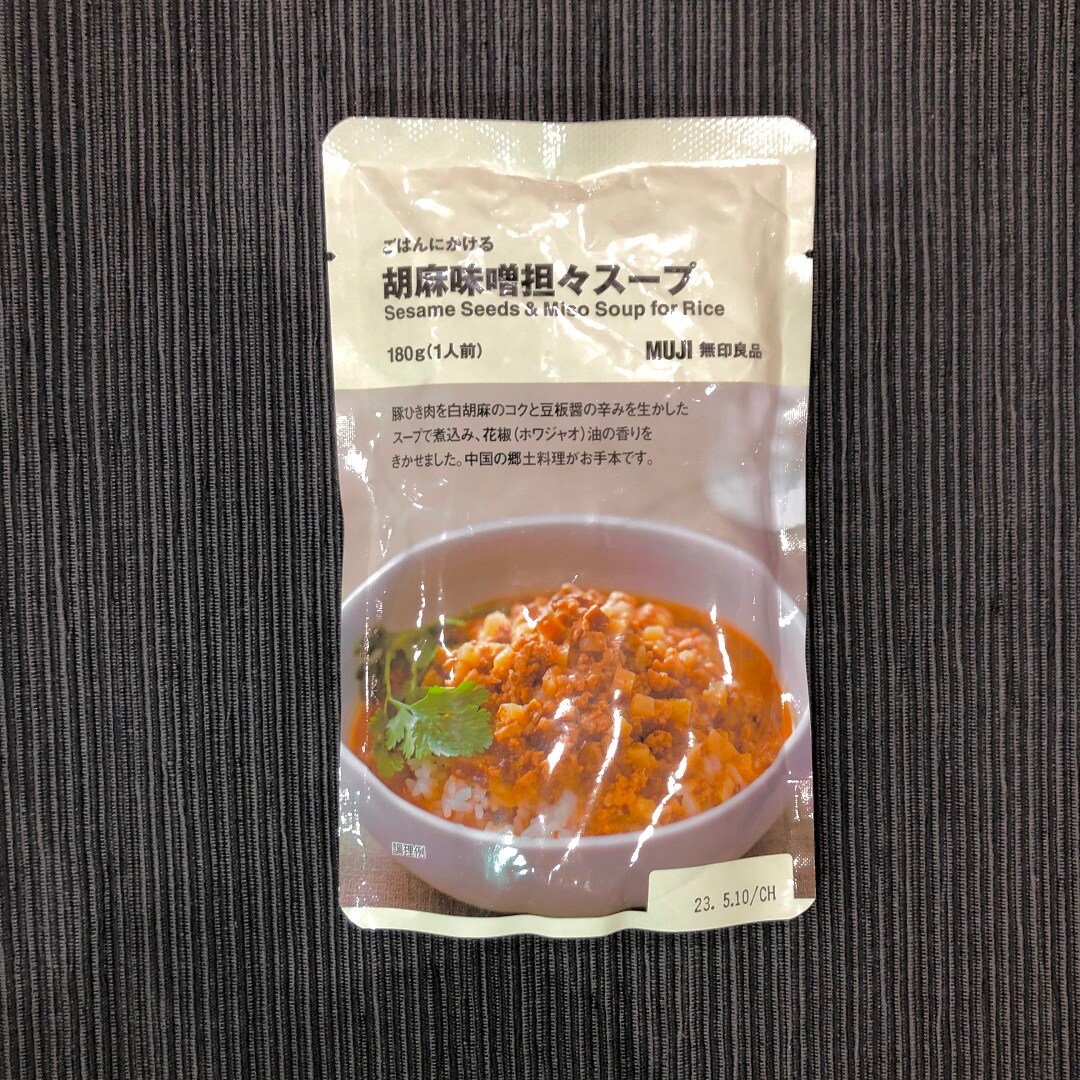 ごはんにかける
胡麻味噌担々スープ
Sesame Seeds & Miso Soup for Rice
180g(1人前)
MUJI 無印良品
豚ひき肉を白胡麻のコクと豆板醤の辛みを生かした
スープで煮込み、花椒(ホワジャオ)油の香りを
きかせました。中国の郷土料理がお手本です。
調理例
23. 5.10/CH